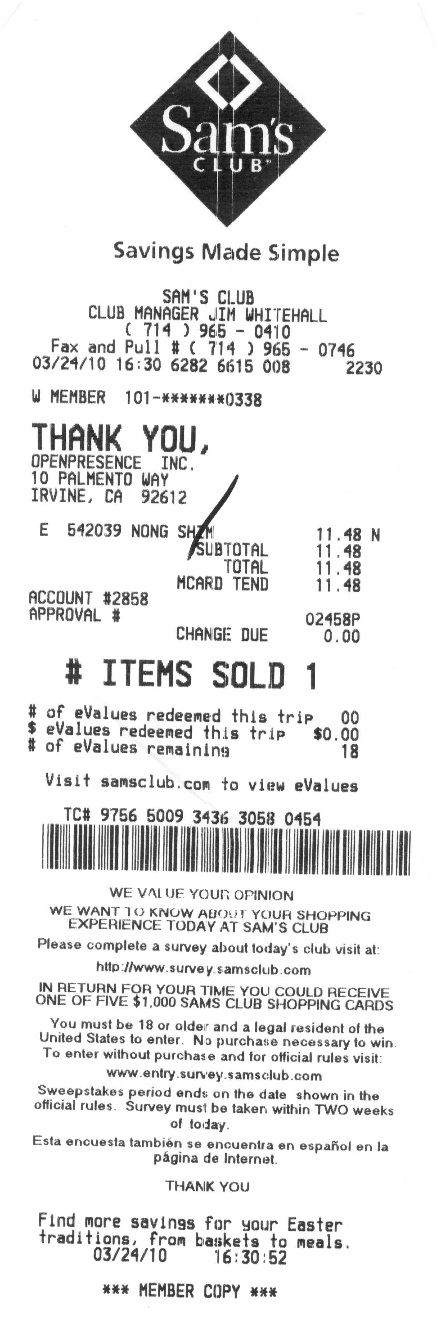 Sam's
CLUB
Savings Made Simple
SAM'S CLUB
CLUB MANAGER JIM WHITEHALL
( 714 ) 965 - 0410
Fax and Pull # ( 714 ) 965 - 0746
03/24/10 16:30 6282 6615 008 2230
W MEMBER 101-*******0338
THANK YOU,
OPENPRESENCE INC.
10 PALMENTO WAY
IRVINE, CA 92612
E 542039 NONG SHIM 11.48 N
SUBTOTAL 11.48
TOTAL 11.48
MCARD TEND 11.48
ACCOUNT #2858
APPROVAL # 02458P
CHANGE DUE 0.00
# ITEMS SOLD 1
# of eValues redeemed this trip 00
$ eValues redeemed this trip $0.00
# of eValues remaining 18
Visit samsclub.com to view eValues
TC# 9756 5009 3436 3058 0454
WE VALUE YOUR OPINION
WE WANT TO KNOW ABOUT YOUR SHOPPING
EXPERIENCE TODAY AT SAM'S CLUB
Please complete a survey about today's club visit at:
http://www.survey.samsclub.com
IN RETURN FOR YOUR TIME YOU COULD RECEIVE
ONE OF FIVE $1,000 SAMS CLUB SHOPPING CARDS
You must be 18 or older and a legal resident of the
United States to enter. No purchase necessary to win.
To enter without purchase and for official rules visit:
www.entry.survey.samsclub.com
Sweepstakes period ends on the date shown in the
official rules. Survey must be taken within TWO weeks
of today.
Esta encuesta también se encuentra en español en la
página de Internet.
THANK YOU
Find more savings for your Easter
traditions, from baskets to meals.
03/24/10 16:30:52
*** MEMBER COPY ***